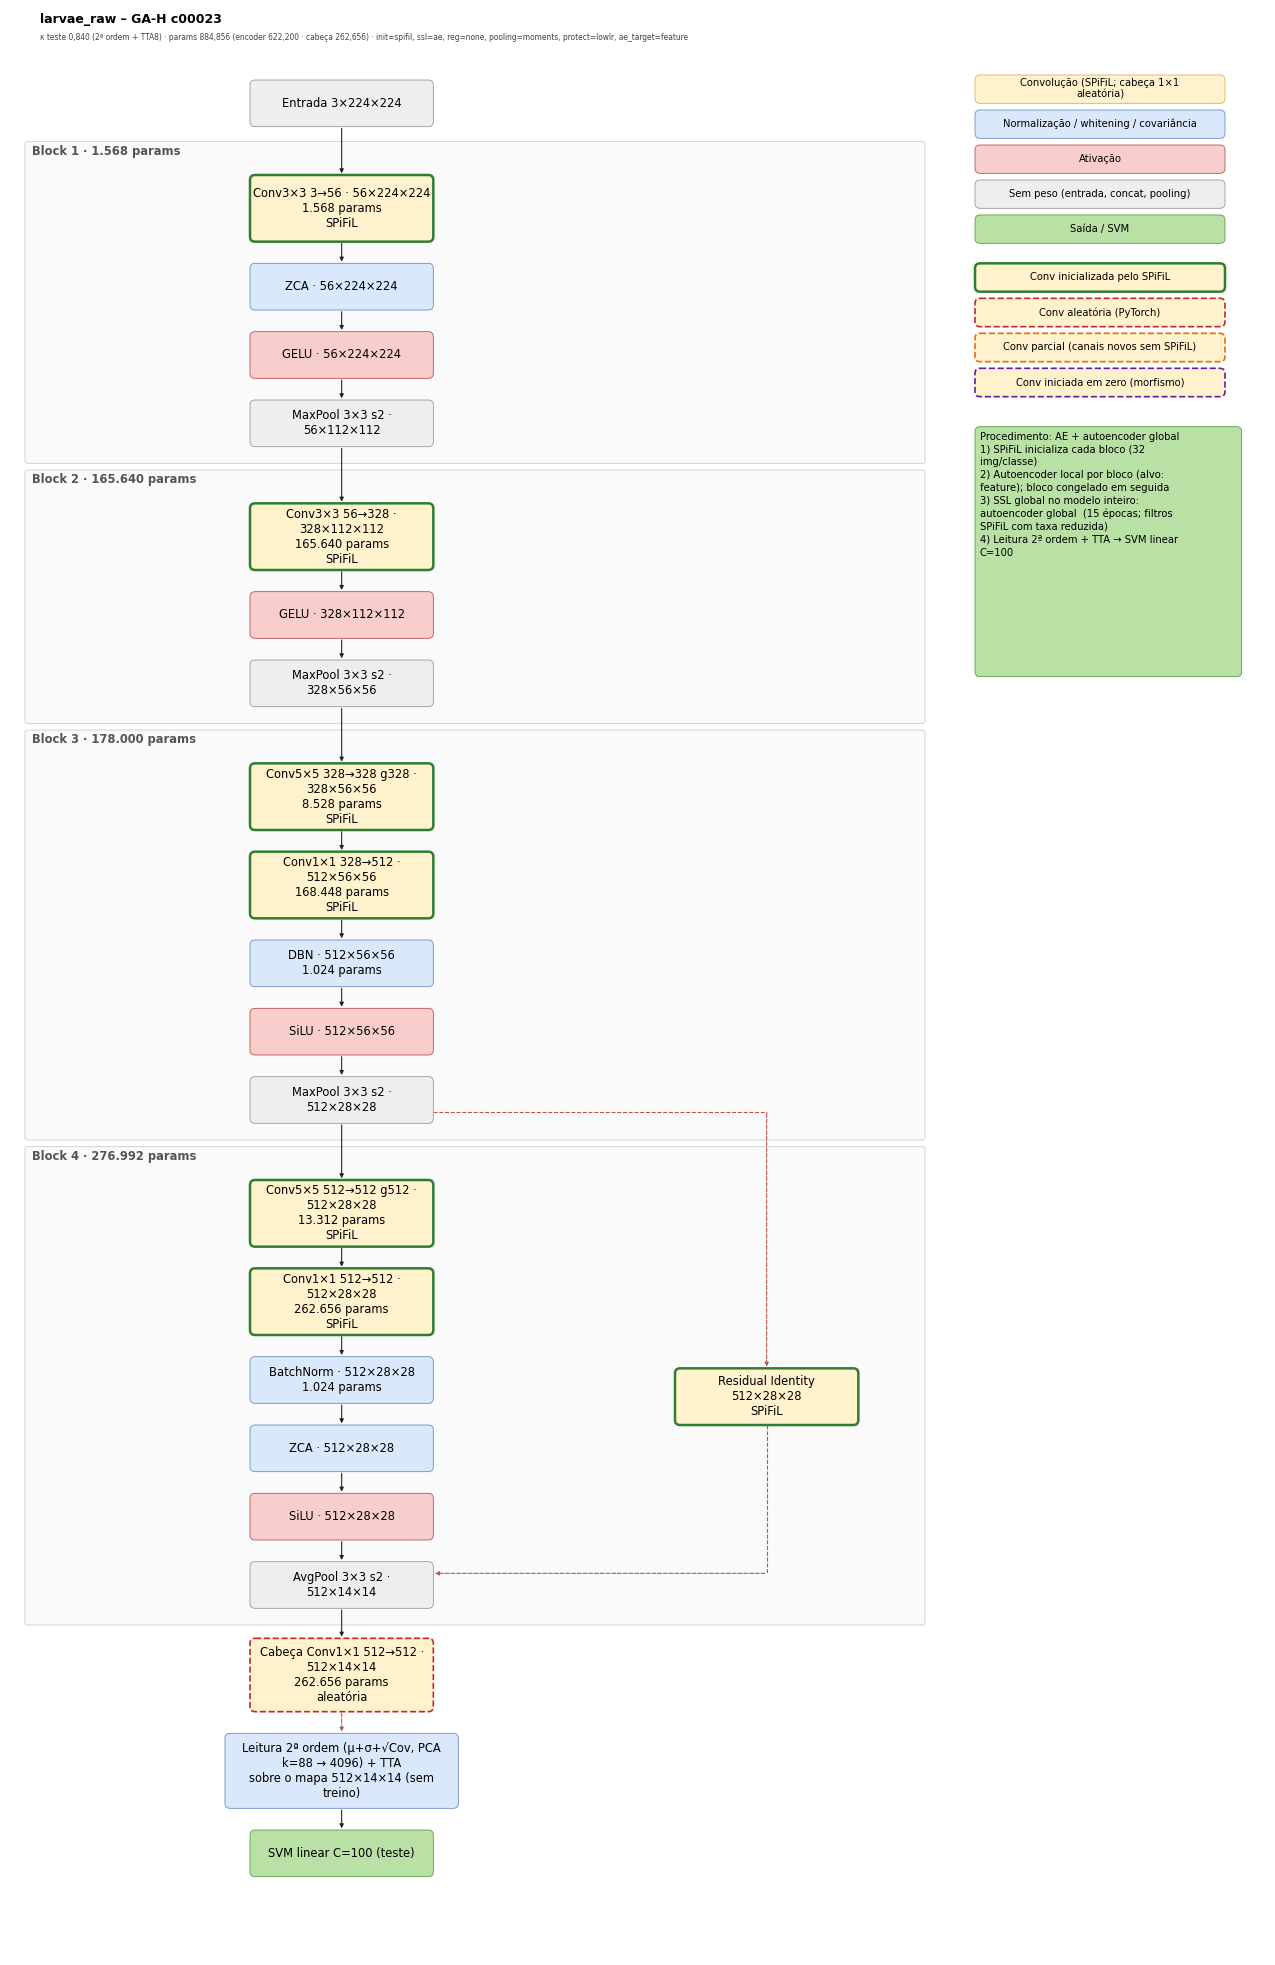 larvae_raw – GA-H c00023
κ teste 0,840 (2ª ordem + TTA8) · params 884,856 (encoder 622,200 · cabeça 262,656) · init=spifil, ssl=ae, reg=none, pooling=moments, protect=lowlr, ae_target=feature
Entrada 3×224×224
Block 1 · 1.568 params
Conv3×3 3→56 · 56×224×224
1.568 params
SPiFiL
ZCA · 56×224×224
GELU · 56×224×224
MaxPool 3×3 s2 ·
56×112×112
Block 2 · 165.640 params
Conv3×3 56→328 ·
328×112×112
165.640 params
SPiFiL
GELU · 328×112×112
MaxPool 3×3 s2 ·
328×56×56
Block 3 · 178.000 params
Conv5×5 328→328 g328 ·
328×56×56
8.528 params
SPiFiL
Conv1×1 328→512 ·
512×56×56
168.448 params
SPiFiL
DBN · 512×56×56
1.024 params
SiLU · 512×56×56
MaxPool 3×3 s2 ·
512×28×28
Block 4 · 276.992 params
Conv5×5 512→512 g512 ·
512×28×28
13.312 params
SPiFiL
Conv1×1 512→512 ·
512×28×28
262.656 params
SPiFiL
BatchNorm · 512×28×28
1.024 params
Residual Identity
512×28×28
SPiFiL
ZCA · 512×28×28
SiLU · 512×28×28
AvgPool 3×3 s2 ·
512×14×14
Cabeça Conv1×1 512→512 ·
512×14×14
262.656 params
aleatória
Leitura 2ª ordem (μ+σ+√Cov, PCA
k=88 → 4096) + TTA
sobre o mapa 512×14×14 (sem
treino)
SVM linear C=100 (teste)
Convolução (SPiFiL; cabeça 1×1
aleatória)
Normalização / whitening / covariância
Ativação
Sem peso (entrada, concat, pooling)
Saída / SVM
Conv inicializada pelo SPiFiL
Conv aleatória (PyTorch)
Conv parcial (canais novos sem SPiFiL)
Conv iniciada em zero (morfismo)
Procedimento: AE + autoencoder global
1) SPiFiL inicializa cada bloco (32
img/classe)
2) Autoencoder local por bloco (alvo:
feature); bloco congelado em seguida
3) SSL global no modelo inteiro:
autoencoder global  (15 épocas; filtros
SPiFiL com taxa reduzida)
4) Leitura 2ª ordem + TTA → SVM linear
C=100